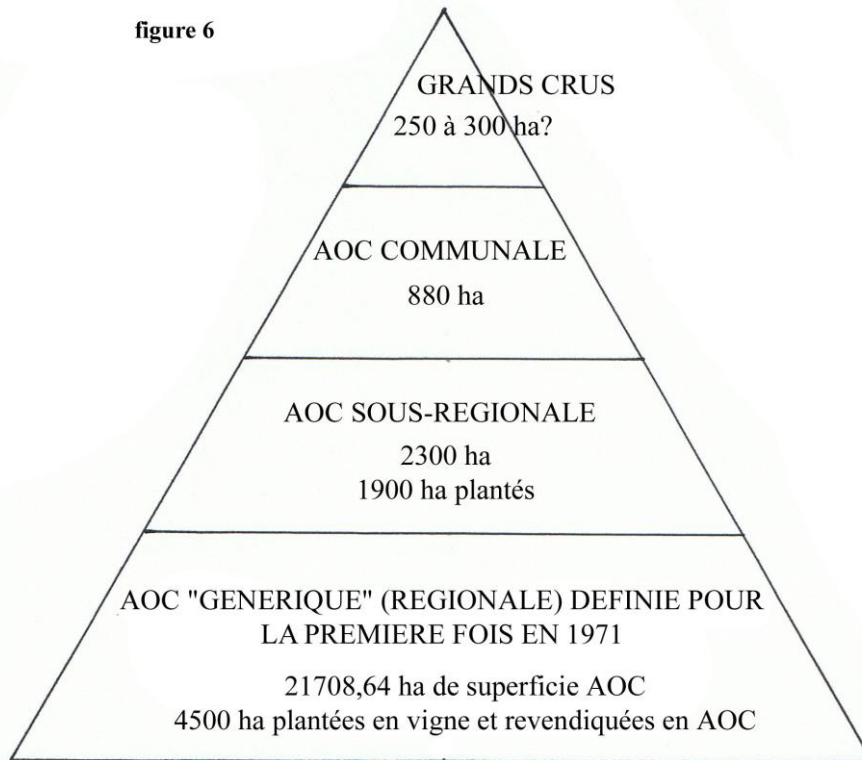 figure 6
GRANDS CRUS
250 à 300 ha?
AOC COMMUNALE
880 ha
AOC SOUS-REGIONALE
2300 ha
1900 ha plantés
AOC "GENERIQUE" (REGIONALE) DEFINIE POUR
LA PREMIERE FOIS EN 1971
21708,64 ha de superficie AOC
4500 ha plantées en vigne et revendiquées en AOC